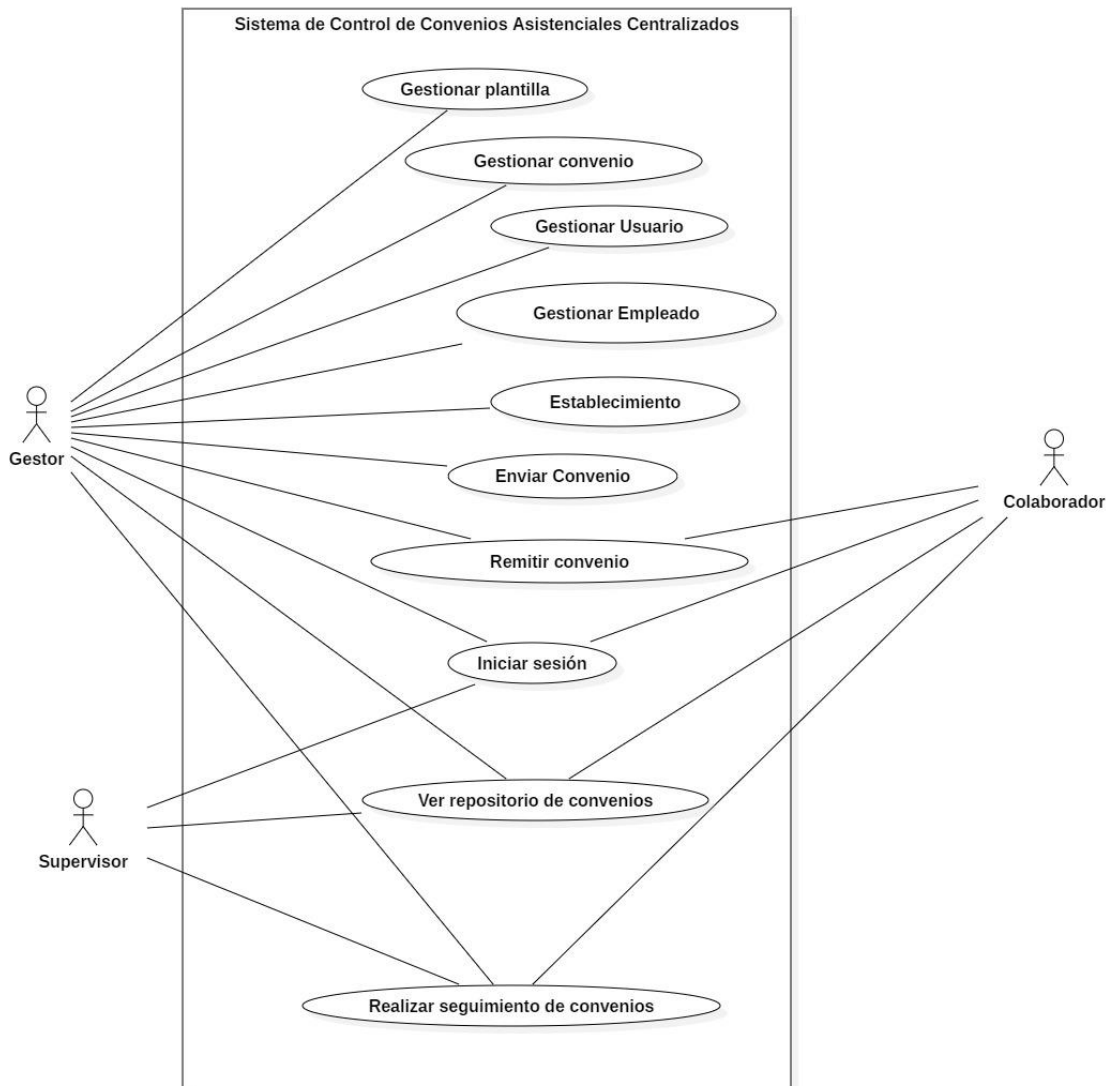 Sistema de Control de Convenios Asistenciales Centralizados
Gestionar plantilla
Gestionar convenio
Gestionar Usuario
Gestionar Empleado
Establecimiento
Gestor
Enviar Convenio
Colaborador
Remitir convenio
Iniciar sesión
Ver repositorio de convenios
Supervisor
Realizar seguimiento de convenios